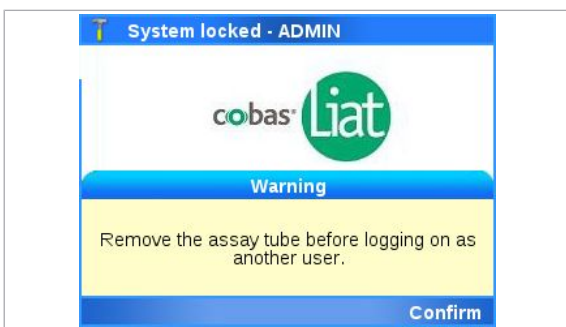 System locked - ADMIN
cobas®
Liat
Warning
Remove the assay tube before logging on as
another user.
Confirm